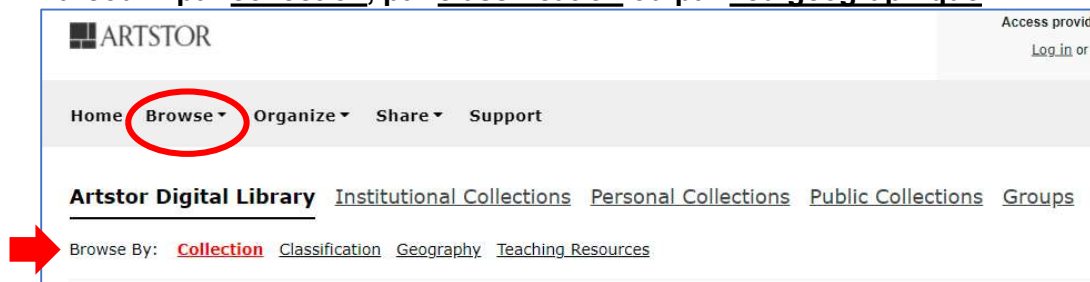 ARTSTOR
Access provid
Log in or
Home Browse Organize Share Support
Artstor Digital Library Institutional Collections Personal Collections Public Collections Groups
Browse By: Collection Classification Geography Teaching Resources